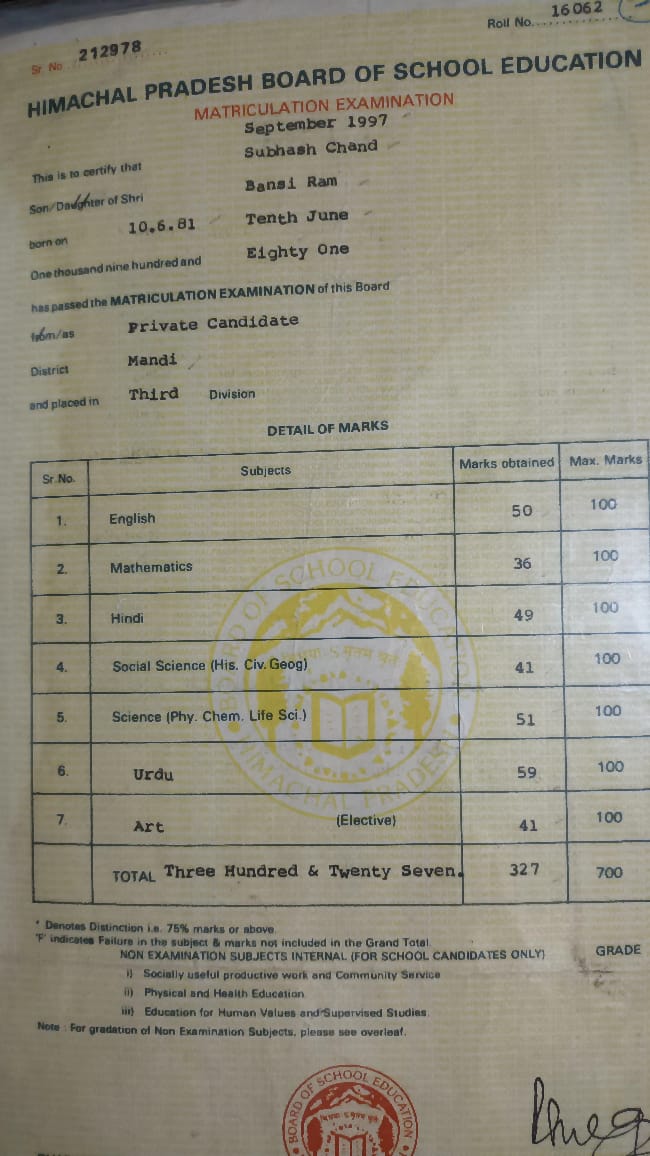 Roll No. 16062
Sr. No. 212978
HIMACHAL PRADESH BOARD OF SCHOOL EDUCATION
MATRICULATION EXAMINATION
September 1997
This is to certify that Subhash Chand
Son/Daughter of Shri Bansi Ram
born on 10.6.81 Tenth June
One thousand nine hundred and Eighty One
has passed the MATRICULATION EXAMINATION of this Board
from/as Private Candidate
District Mandi
and placed in Third Division
DETAIL OF MARKS
Sr.No. Subjects Marks obtained Max. Marks
1. English 50 100
2. Mathematics 36 100
3. Hindi 49 100
4. Social Science (His. Civ. Geog) 41 100
5. Science (Phy. Chem. Life Sci.) 51 100
6. Urdu 59 100
7. Art (Elective) 41 100
TOTAL Three Hundred & Twenty Seven. 327 700
BOARD OF SCHOOL EDUCATION
HIMACHAL PRADESH
* Denotes Distinction i.e. 75% marks or above.
'F' indicates Failure in the subject & marks not included in the Grand Total.
NON EXAMINATION SUBJECTS INTERNAL (FOR SCHOOL CANDIDATES ONLY) GRADE
i) Socially useful productive work and Community Service
ii) Physical and Health Education
iii) Education for Human Values and Supervised Studies.
Note : For gradation of Non Examination Subjects, please see overleaf.
BOARD OF SCHOOL EDUCATION